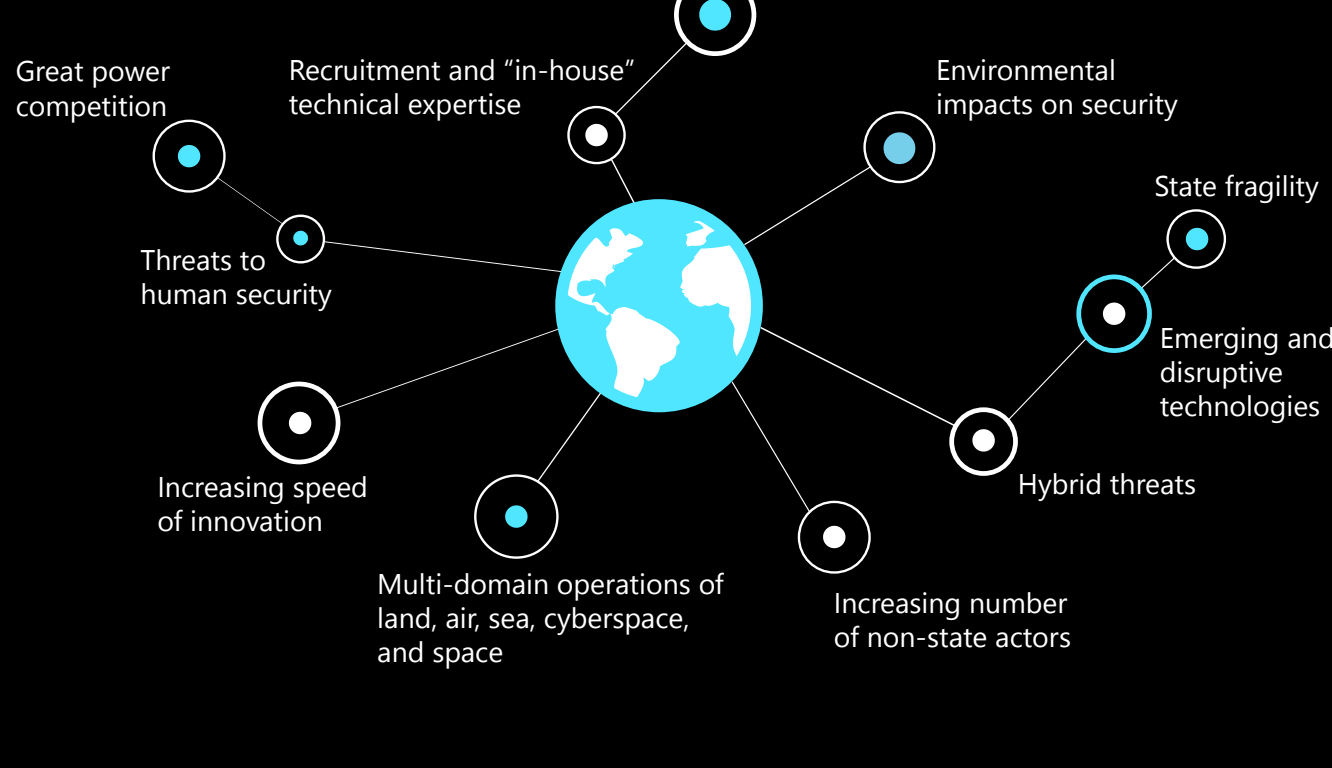 Great power
competition
Recruitment and “in-house”
technical expertise
Environmental
impacts on security
State fragility
Threats to
human security
Emerging and
disruptive
technologies
Increasing speed
of innovation
Hybrid threats
Multi-domain operations of
land, air, sea, cyberspace,
and space
Increasing number
of non-state actors